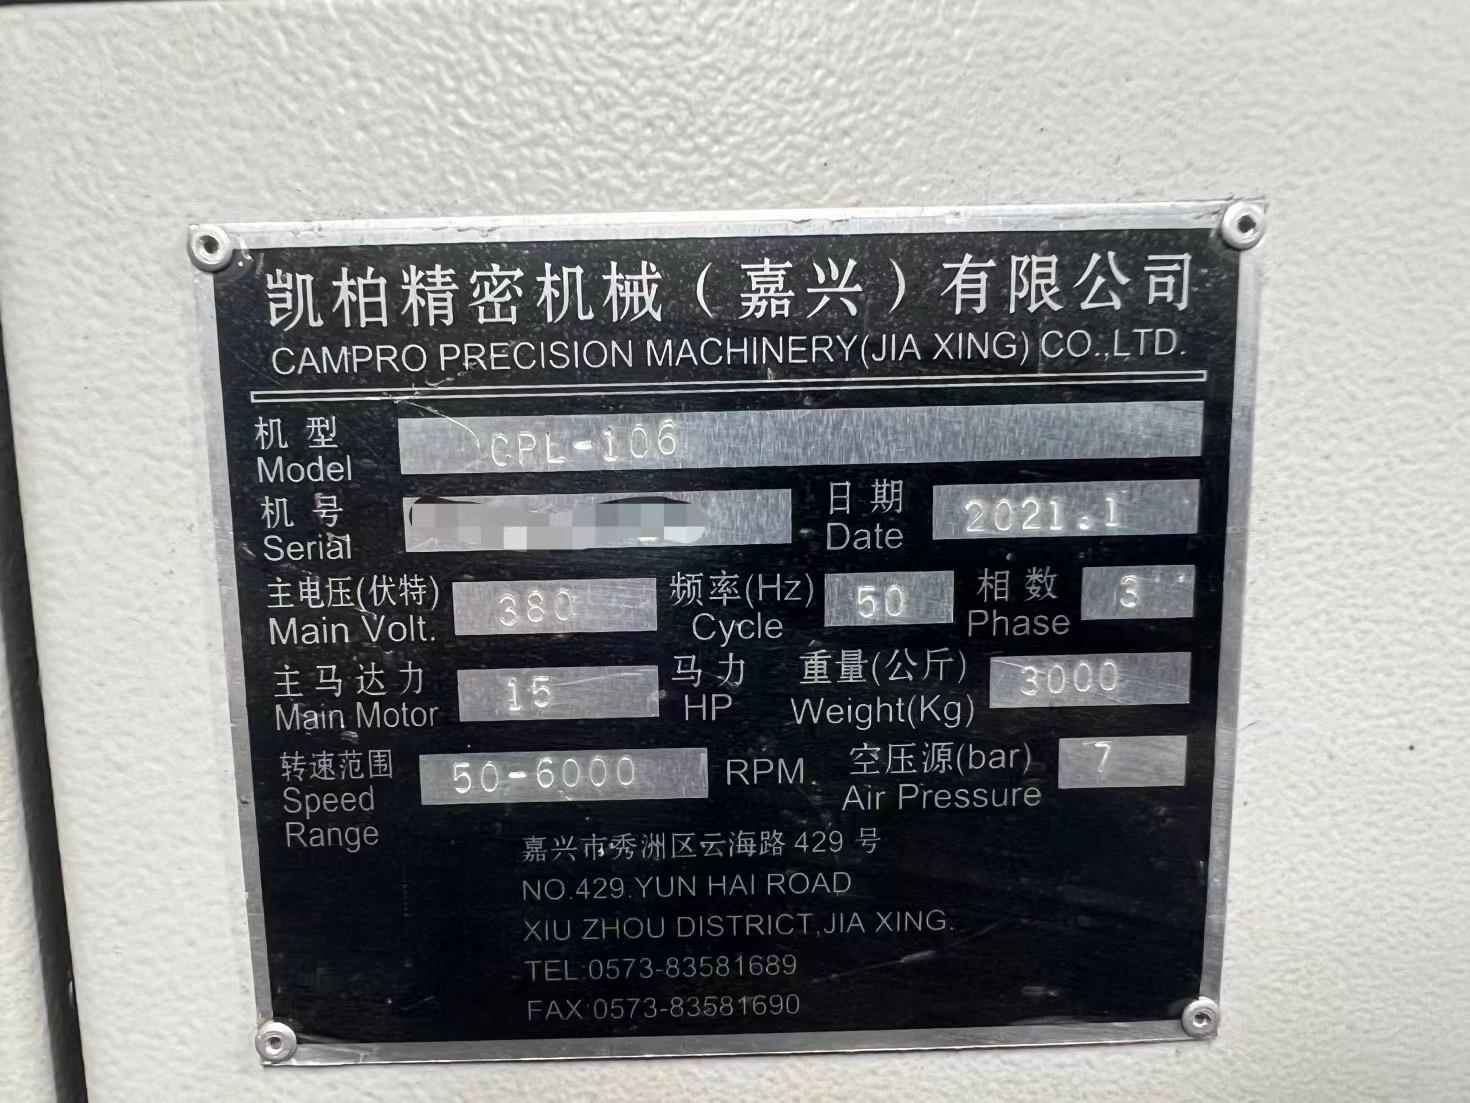 凯柏精密机械(嘉兴)有限公司
CAMPRO PRECISION MACHINERY(JIA XING) CO.,LTD.
机型 CPL-106
Model
机号 日期 2021.1
Serial Date
主电压(伏特) 380 频率(Hz) 50 相数 3
Main Volt. Cycle Phase
主马达力 15 马力 重量(公斤) 3000
Main Motor HP Weight(Kg)
转速范围 50-6000 RPM. 空压源(bar) 7
Speed Air Pressure
Range
嘉兴市秀洲区云海路 429 号
NO.429.YUN HAI ROAD
XIU ZHOU DISTRICT,JIA XING.
TEL:0573-83581689
FAX:0573-83581690